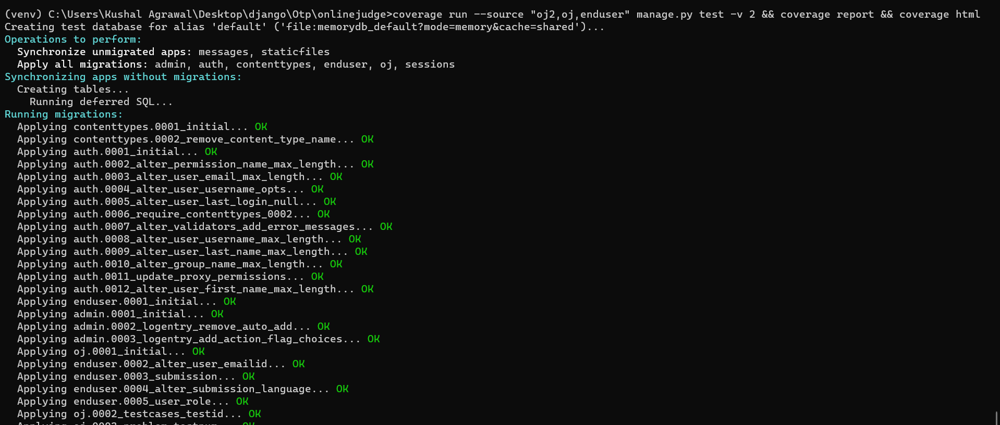 (venv) C:\Users\Kushal Agrawal\Desktop\django\Otp\onlinejudge>coverage run --source "oj2,oj,enduser" manage.py test -v 2 && coverage report && coverage html
Creating test database for alias 'default' ('file:memorydb_default?mode=memory&cache=shared')...
Operations to perform:
  Synchronize unmigrated apps: messages, staticfiles
  Apply all migrations: admin, auth, contenttypes, enduser, oj, sessions
Synchronizing apps without migrations:
  Creating tables...
    Running deferred SQL...
Running migrations:
  Applying contenttypes.0001_initial... OK
  Applying contenttypes.0002_remove_content_type_name... OK
  Applying auth.0001_initial... OK
  Applying auth.0002_alter_permission_name_max_length... OK
  Applying auth.0003_alter_user_email_max_length... OK
  Applying auth.0004_alter_user_username_opts... OK
  Applying auth.0005_alter_user_last_login_null... OK
  Applying auth.0006_require_contenttypes_0002... OK
  Applying auth.0007_alter_validators_add_error_messages... OK
  Applying auth.0008_alter_user_username_max_length... OK
  Applying auth.0009_alter_user_last_name_max_length... OK
  Applying auth.0010_alter_group_name_max_length... OK
  Applying auth.0011_update_proxy_permissions... OK
  Applying auth.0012_alter_user_first_name_max_length... OK
  Applying enduser.0001_initial... OK
  Applying admin.0001_initial... OK
  Applying admin.0002_logentry_remove_auto_add... OK
  Applying admin.0003_logentry_add_action_flag_choices... OK
  Applying oj.0001_initial... OK
  Applying enduser.0002_alter_user_emailid... OK
  Applying enduser.0003_submission... OK
  Applying enduser.0004_alter_submission_language... OK
  Applying enduser.0005_user_role... OK
  Applying oj.0002_testcases_testid... OK
  Applying OK